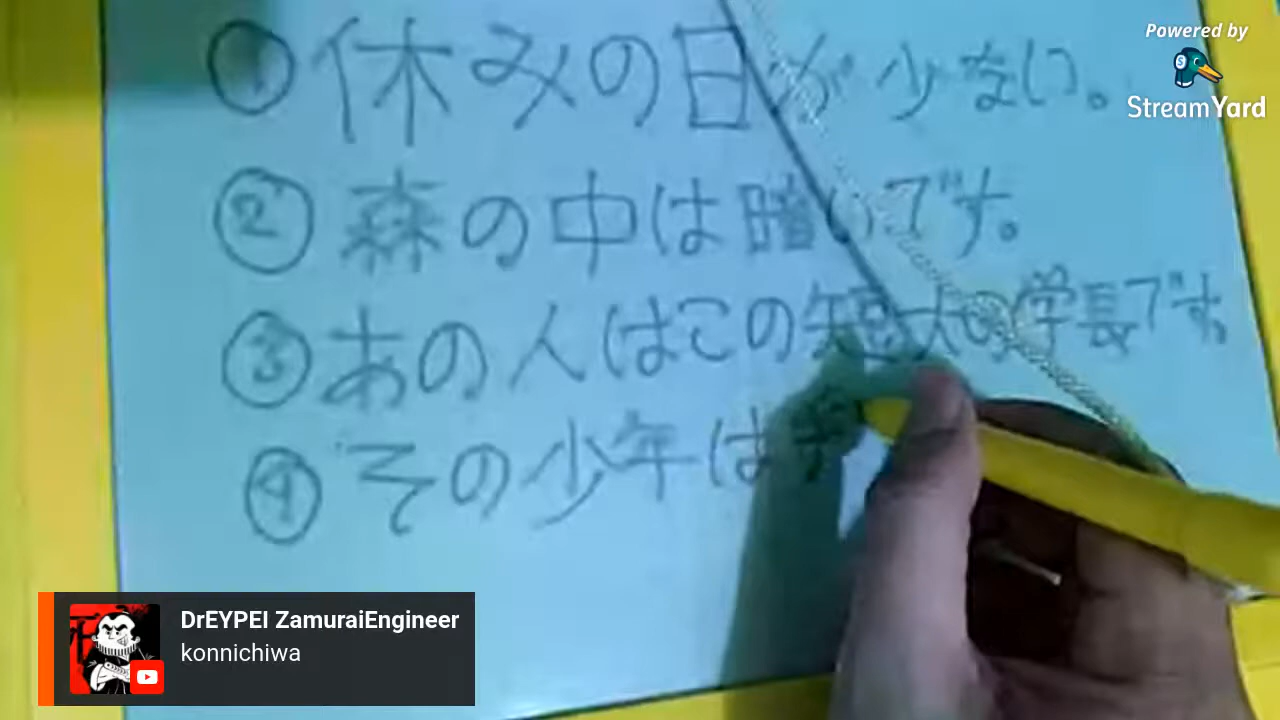 Powered by
StreamYard
① 休みの日が少ない。
② 森の中は暗いです。
③ あの人はこの短大の学長です。
④ その少年は
DrEYPEI ZamuraiEngineer
konnichiwa